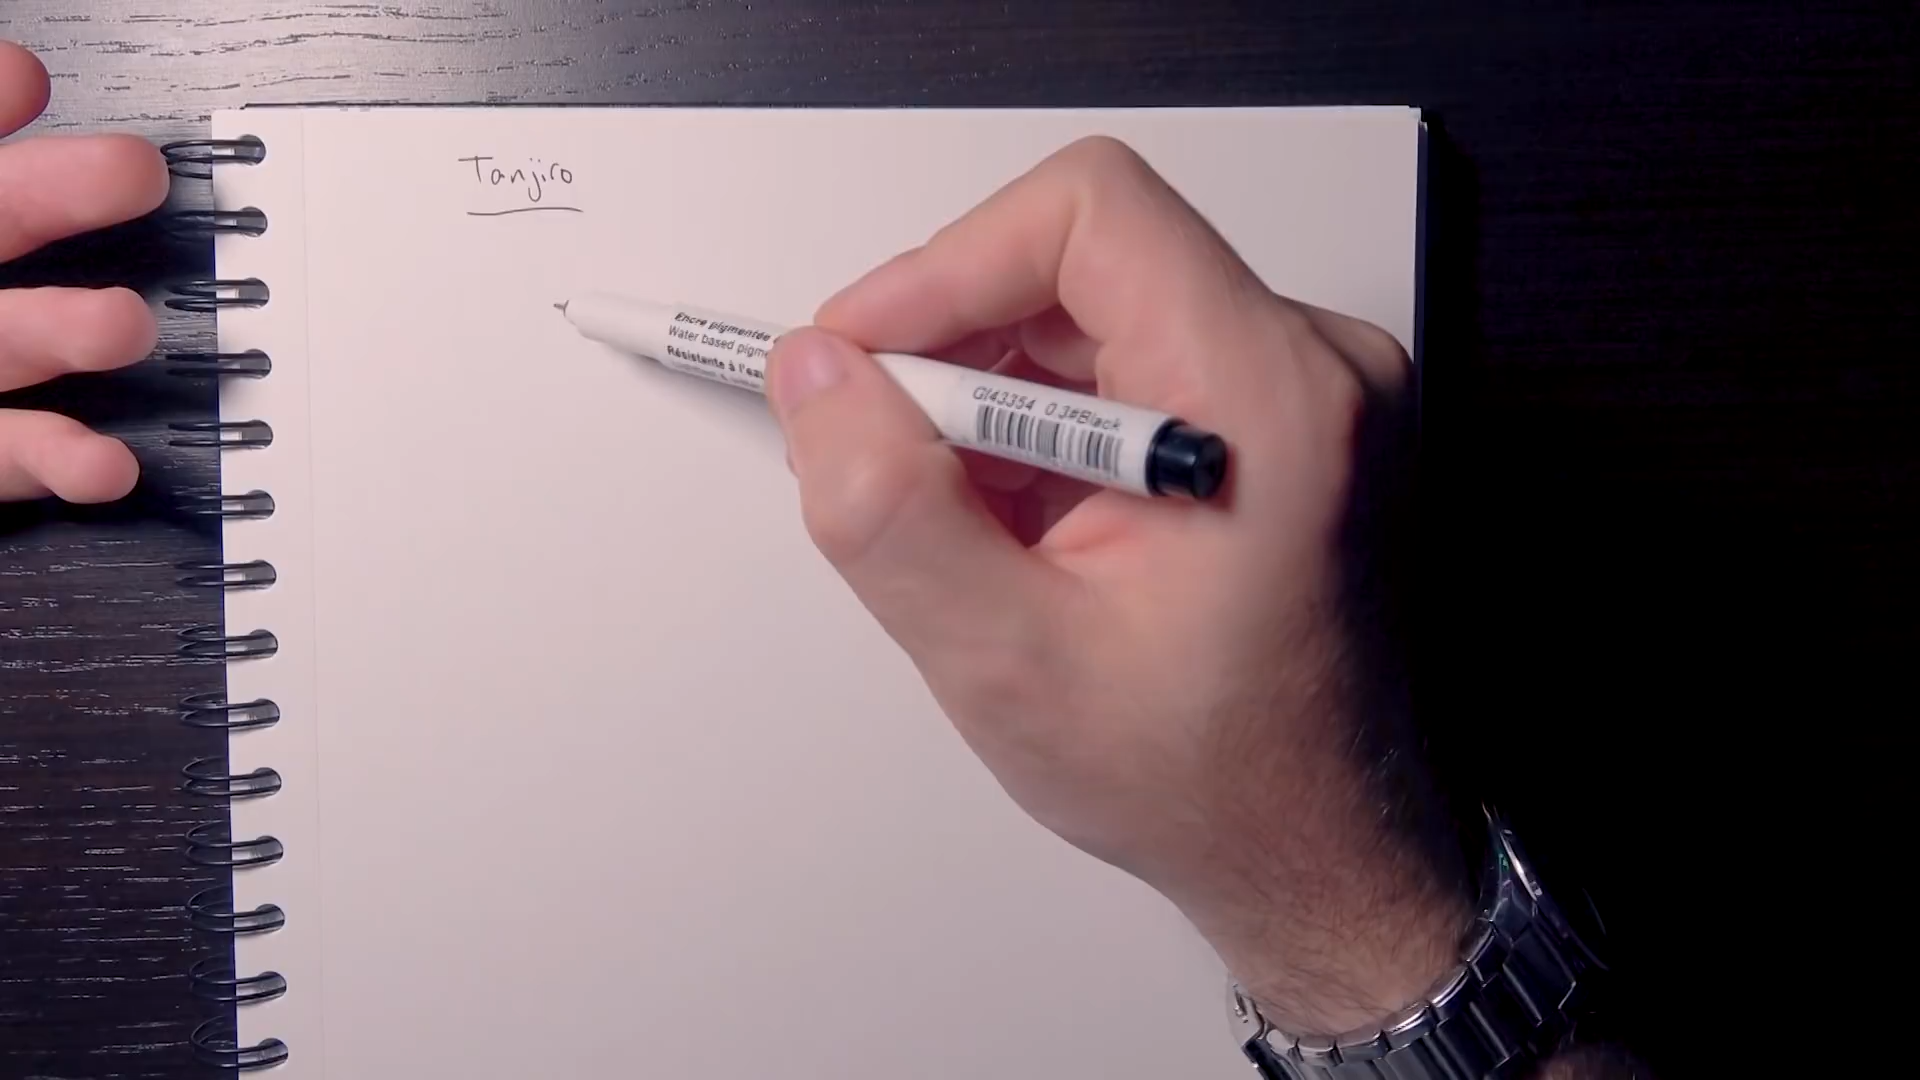 Tanjiro
Encre pigmentée
Water based pigme
Résistante à l'eau
GI43354 0.3#Black